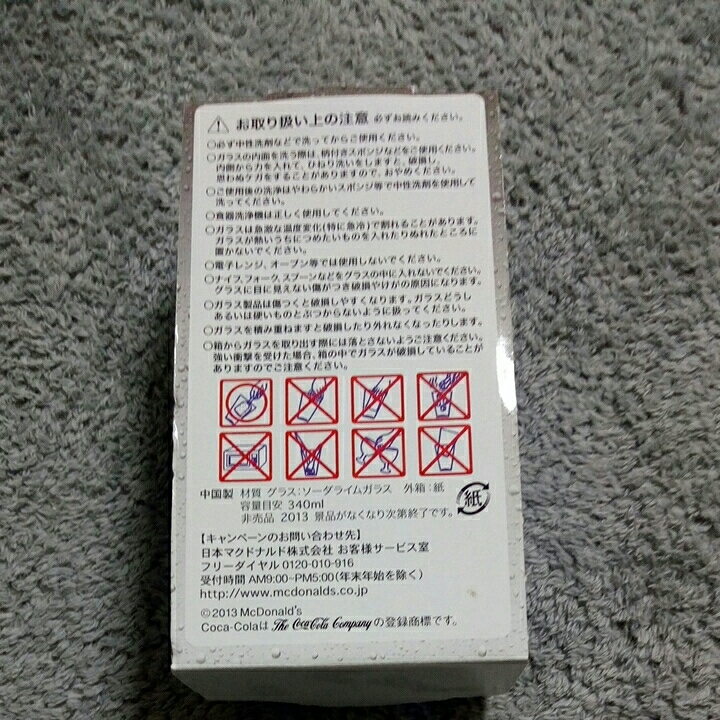 お取り扱い上の注意 必ずお読みください。
○必ず中性洗剤などで洗ってからご使用ください。
○ガラスの内面を洗う際は、柄付きスポンジなどをご使用ください。
内側から力を入れて、ひねり洗いをしますと、破損し、
思わぬケガをすることがありますので、おやめください。
○ご使用後の洗浄はやわらかいスポンジ等で中性洗剤を使用して
洗ってください。
○食器洗浄機は正しく使用してください。
○ガラスは急激な温度変化(特に急冷)で割れることがあります。
ガラスが熱いうちにつめたいものを入れたりぬれたところに
置かないでください。
○電子レンジ、オーブン等では使用しないでください。
○ナイフ、フォーク、スプーンなどをグラスの中に入れないでください。
グラスに目に見えない傷がつき破損やけがの原因になります。
○ガラス製品は傷つくと破損しやすくなります。ガラスどうし
あるいは硬いものとぶつからないように扱ってください。
○ガラスを積み重ねますと破損したり外れなくなったりします。
○箱からガラスを取り出す際には落とさないようご注意ください。
強い衝撃を受けた場合、箱の中でガラスが破損していることが
ありますのでご注意ください。
中国製 材質 グラス:ソーダライムガラス 外箱:紙
容量目安 340ml
非売品 2013 景品がなくなり次第終了です。
紙
【キャンペーンのお問い合わせ先】
日本マクドナルド株式会社 お客様サービス室
フリーダイヤル 0120-010-916
受付時間 AM9:00~PM5:00(年末年始を除く)
http://www.mcdonalds.co.jp
©2013 McDonald's
Coca-Colaは The Coca-Cola Company の登録商標です。